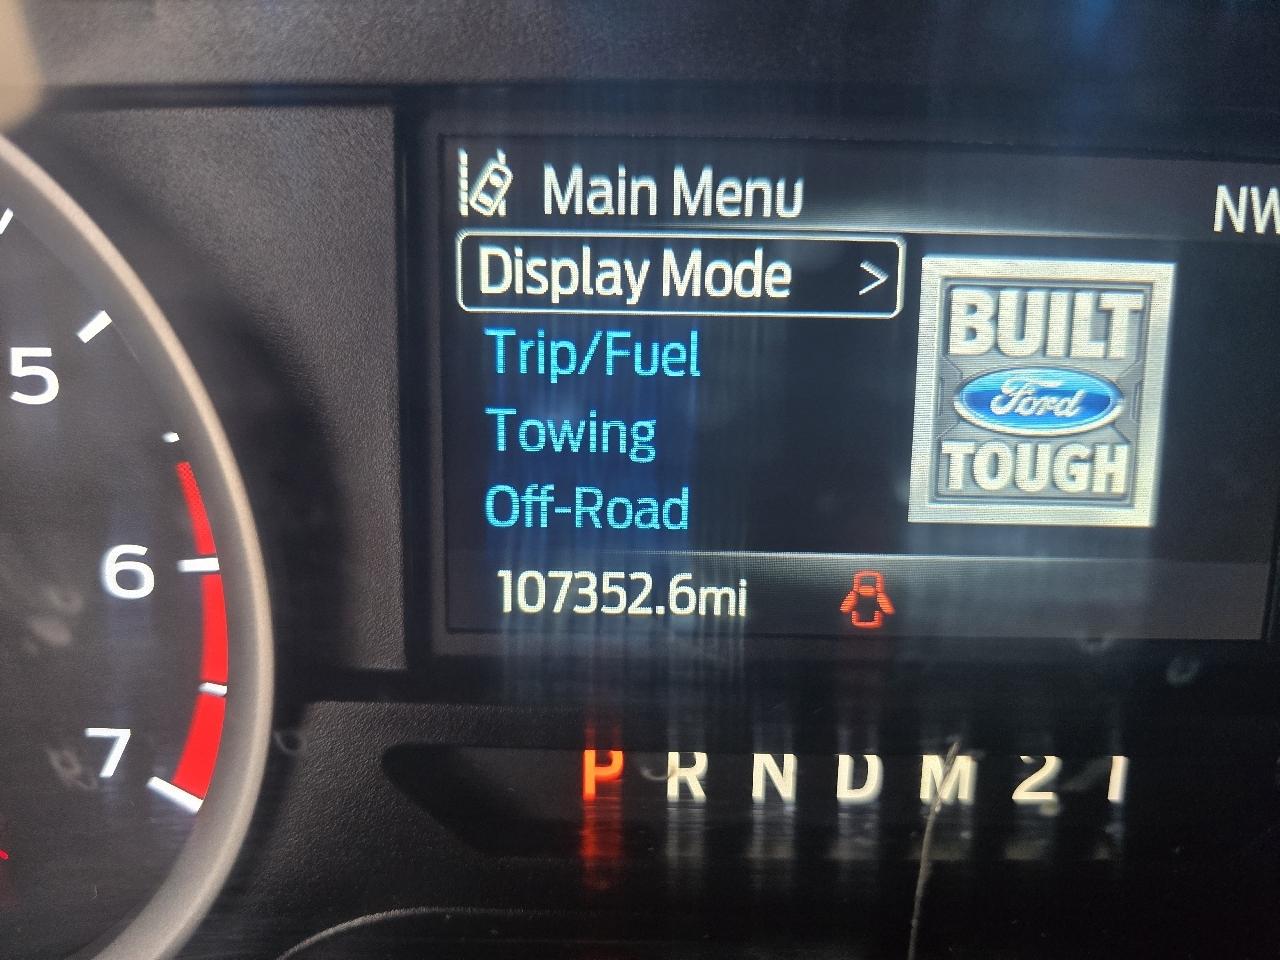 Main Menu
NW
Display Mode >
Trip/Fuel
Towing
Off-Road
BUILT
Ford
TOUGH
107352.6mi
P R N D M 2 1
5
6
7